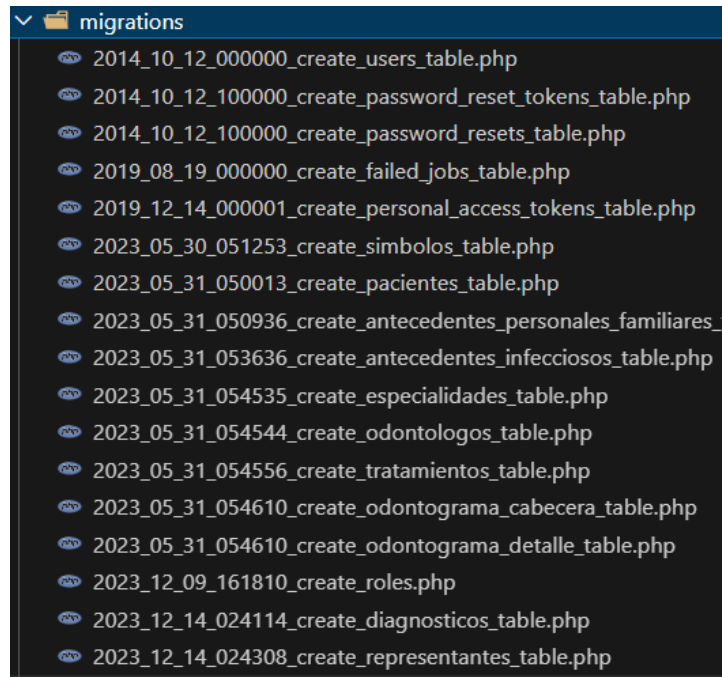 migrations
2014_10_12_000000_create_users_table.php
2014_10_12_100000_create_password_reset_tokens_table.php
2014_10_12_100000_create_password_resets_table.php
2019_08_19_000000_create_failed_jobs_table.php
2019_12_14_000001_create_personal_access_tokens_table.php
2023_05_30_051253_create_simbolos_table.php
2023_05_31_050013_create_pacientes_table.php
2023_05_31_050936_create_antecedentes_personales_familiares_
2023_05_31_053636_create_antecedentes_infecciosos_table.php
2023_05_31_054535_create_especialidades_table.php
2023_05_31_054544_create_odontologos_table.php
2023_05_31_054556_create_tratamientos_table.php
2023_05_31_054610_create_odontograma_cabecera_table.php
2023_05_31_054610_create_odontograma_detalle_table.php
2023_12_09_161810_create_roles.php
2023_12_14_024114_create_diagnosticos_table.php
2023_12_14_024308_create_representantes_table.php